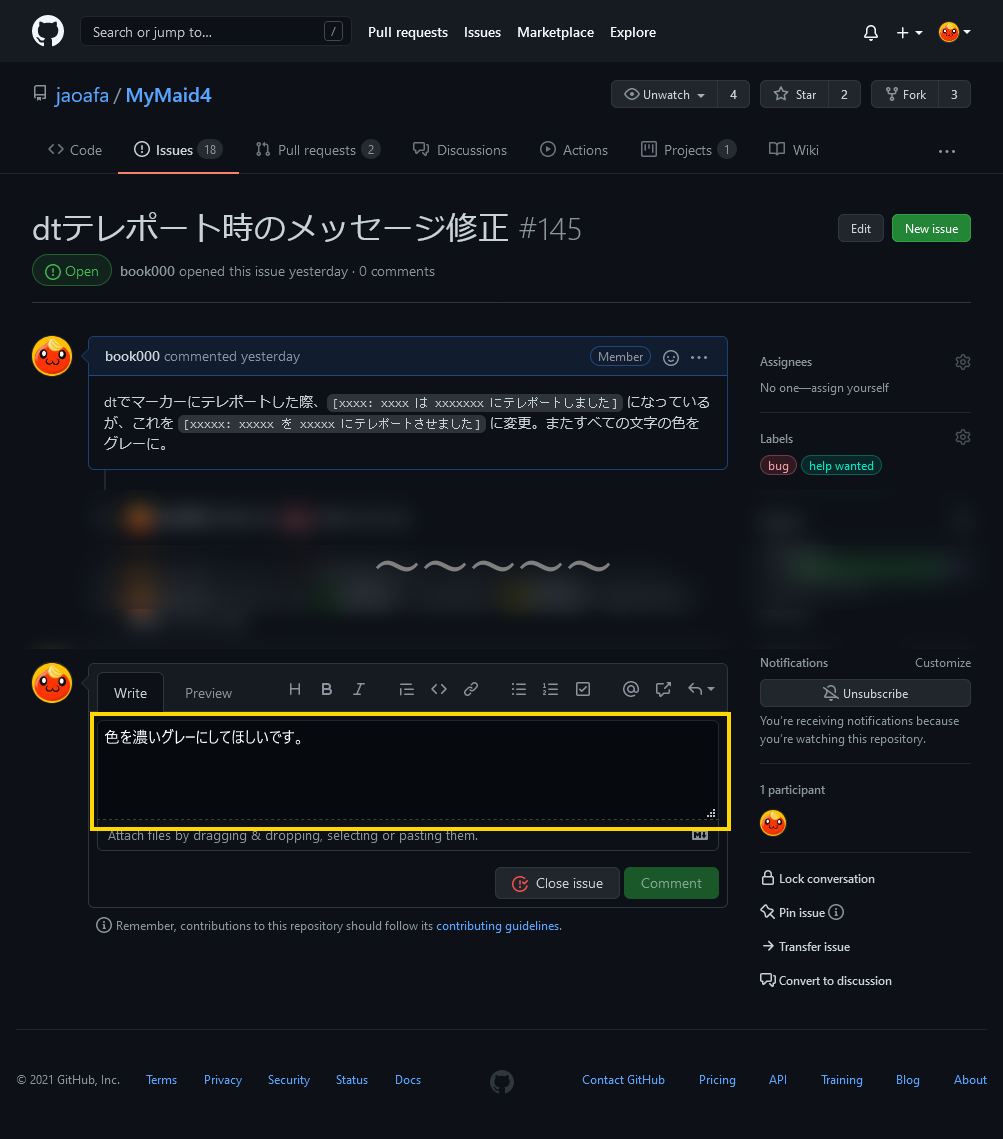 Search or jump to… /
Pull requests Issues Marketplace Explore
jaoafa / MyMaid4
Unwatch 4 Star 2 Fork 3
Code Issues 18 Pull requests 2 Discussions Actions Projects 1 Wiki
dtテレポート時のメッセージ修正 #145
Edit New issue
Open book000 opened this issue yesterday · 0 comments
book000 commented yesterday Member
dtでマーカーにテレポートした際、[xxxx: xxxx は xxxxxxx にテレポートしました] になっている
が、これを [xxxxx: xxxxx を xxxxx にテレポートさせました] に変更。またすべての文字の色を
グレーに。
Assignees
No one—assign yourself
Labels
bug help wanted
〜〜〜〜〜
Write Preview
色を濃いグレーにしてほしいです。
Attach files by dragging & dropping, selecting or pasting them.
Close issue Comment
Remember, contributions to this repository should follow its contributing guidelines.
Notifications Customize
Unsubscribe
You're receiving notifications because
you're watching this repository.
1 participant
Lock conversation
Pin issue
Transfer issue
Convert to discussion
© 2021 GitHub, Inc. Terms Privacy Security Status Docs Contact GitHub Pricing API Training Blog About